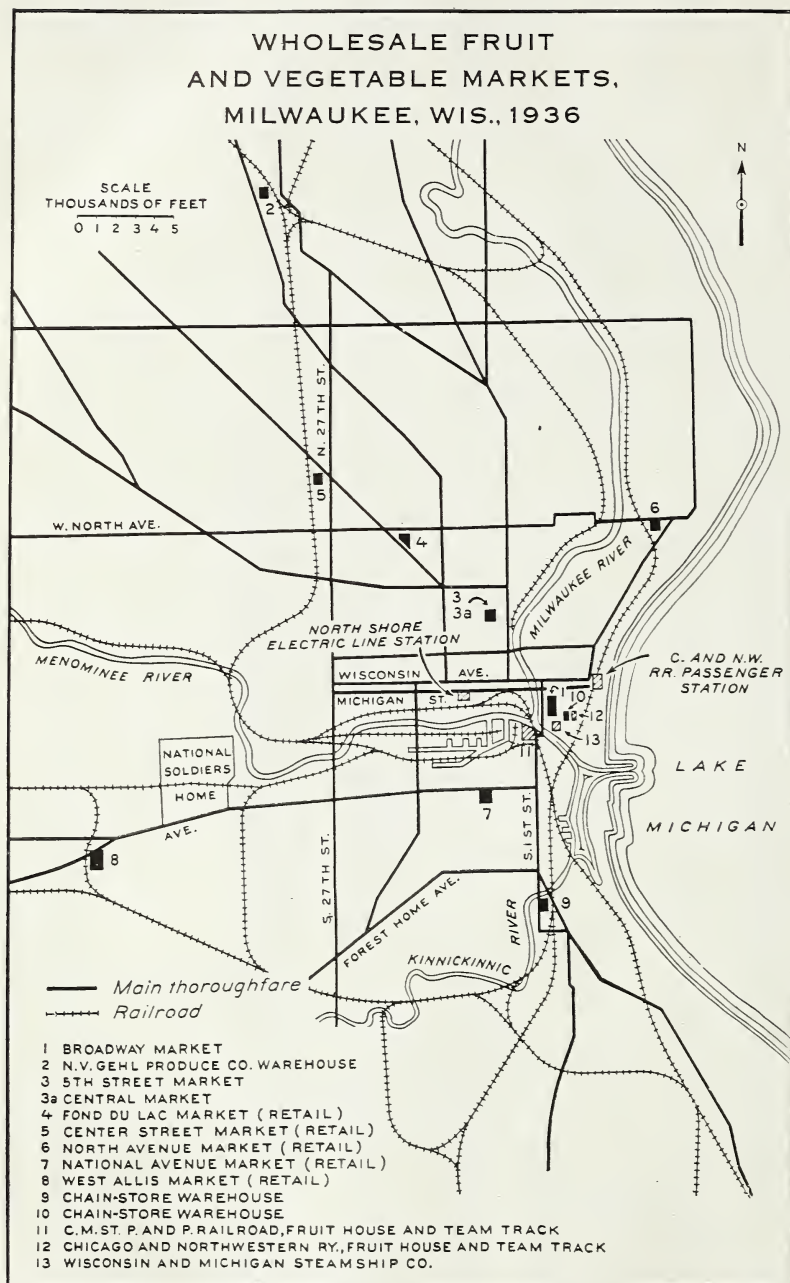 WHOLESALE FRUIT
AND VEGETABLE MARKETS,
MILWAUKEE, WIS., 1936
N
SCALE
THOUSANDS OF FEET
0 1 2 3 4 5
2
N. 27TH ST.
5
6
W. NORTH AVE.
4
MILWAUKEE RIVER
3
3a
NORTH SHORE
ELECTRIC LINE STATION
C. AND N.W.
RR. PASSENGER
STATION
MENOMINEE RIVER
WISCONSIN AVE.
MICHIGAN ST.
1
10
12
13
11
NATIONAL
SOLDIERS
HOME
LAKE
MICHIGAN
AVE.
7
S. 1ST ST.
8
S. 27TH ST.
9
FOREST HOME AVE.
RIVER
KINNICKINNIC
Main thoroughfare
Railroad
1 BROADWAY MARKET
2 N.V. GEHL PRODUCE CO. WAREHOUSE
3 5TH STREET MARKET
3a CENTRAL MARKET
4 FOND DU LAC MARKET (RETAIL)
5 CENTER STREET MARKET (RETAIL)
6 NORTH AVENUE MARKET (RETAIL)
7 NATIONAL AVENUE MARKET (RETAIL)
8 WEST ALLIS MARKET (RETAIL)
9 CHAIN-STORE WAREHOUSE
10 CHAIN-STORE WAREHOUSE
11 C.M. ST. P. AND P. RAILROAD, FRUIT HOUSE AND TEAM TRACK
12 CHICAGO AND NORTHWESTERN RY., FRUIT HOUSE AND TEAM TRACK
13 WISCONSIN AND MICHIGAN STEAMSHIP CO.